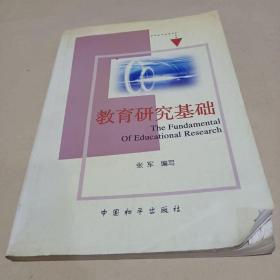 教育研究基础
The Fundamental
Of Educational Research
张军 编写
中国和平出版社